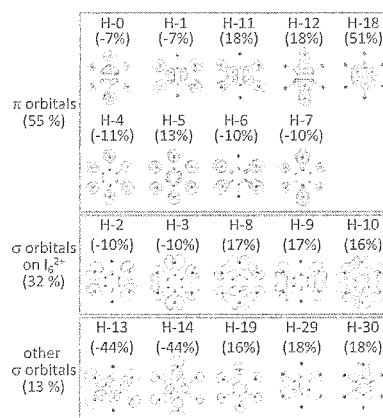 H-0 H-1 H-11 H-12 H-18
(-7%) (-7%) (18%) (18%) (51%)
π orbitals
(55 %)
H-4 H-5 H-6 H-7
(-11%) (13%) (-10%) (-10%)
H-2 H-3 H-8 H-9 H-10
(-10%) (-10%) (17%) (17%) (16%)
σ orbitals
on I₆²⁺
(32 %)
H-13 H-14 H-19 H-29 H-30
(-44%) (-44%) (16%) (18%) (18%)
other
σ orbitals
(13 %)